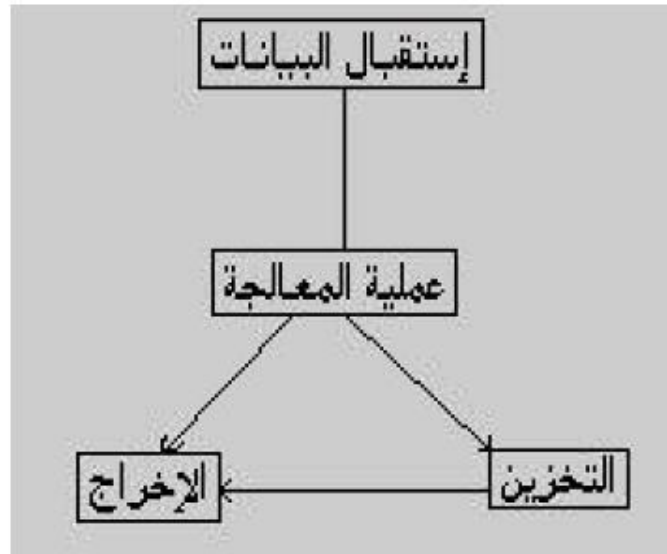 إستقبال البيانات
عملية المعالجة
التخزين
الإخراج